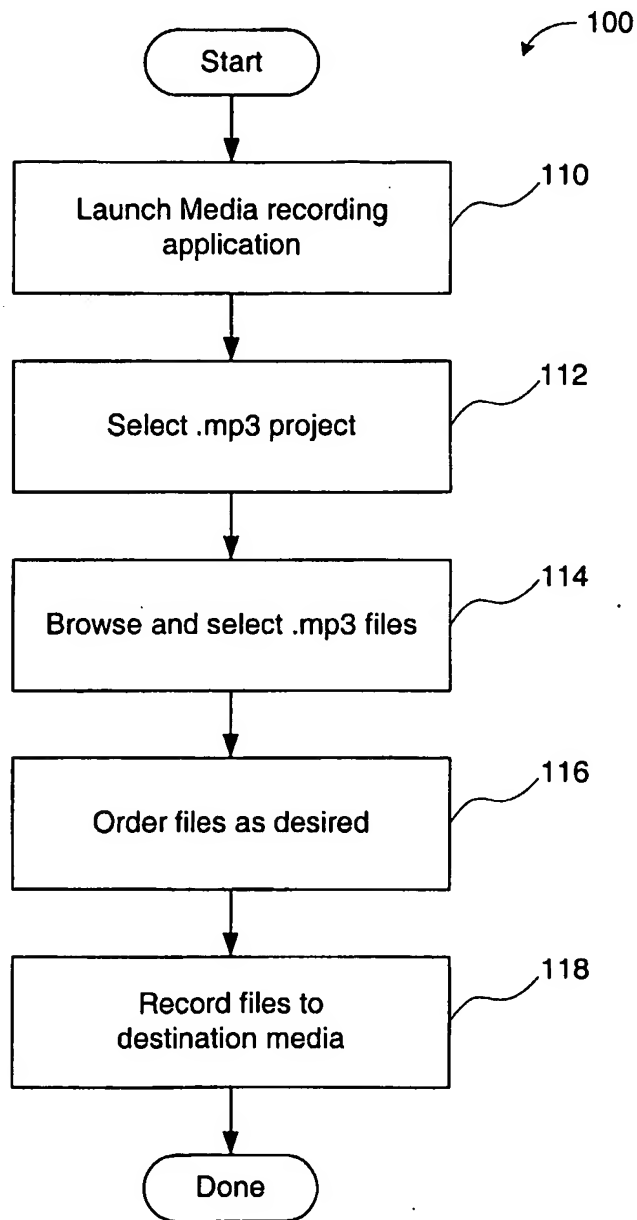 100
Start
110
Launch Media recording
application
112
Select .mp3 project
114
Browse and select .mp3 files
116
Order files as desired
118
Record files to
destination media
Done